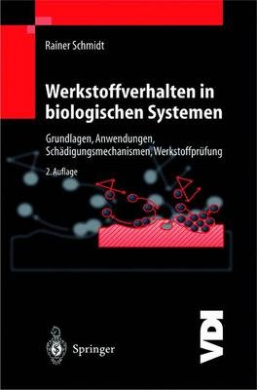 Rainer Schmidt
Werkstoffverhalten in
biologischen Systemen
Grundlagen, Anwendungen,
Schädigungsmechanismen, Werkstoffprüfung
2. Auflage
Springer
VDI